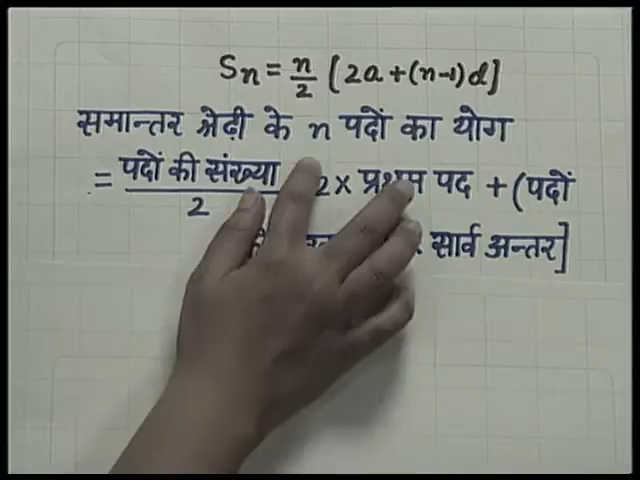 Sn = n/2 [2a+(n-1)d]
समान्तर श्रेढ़ी के n पदों का योग
= पदों की संख्या / 2 2 × प्रथम पद + (पदों
सार्व अन्तर]